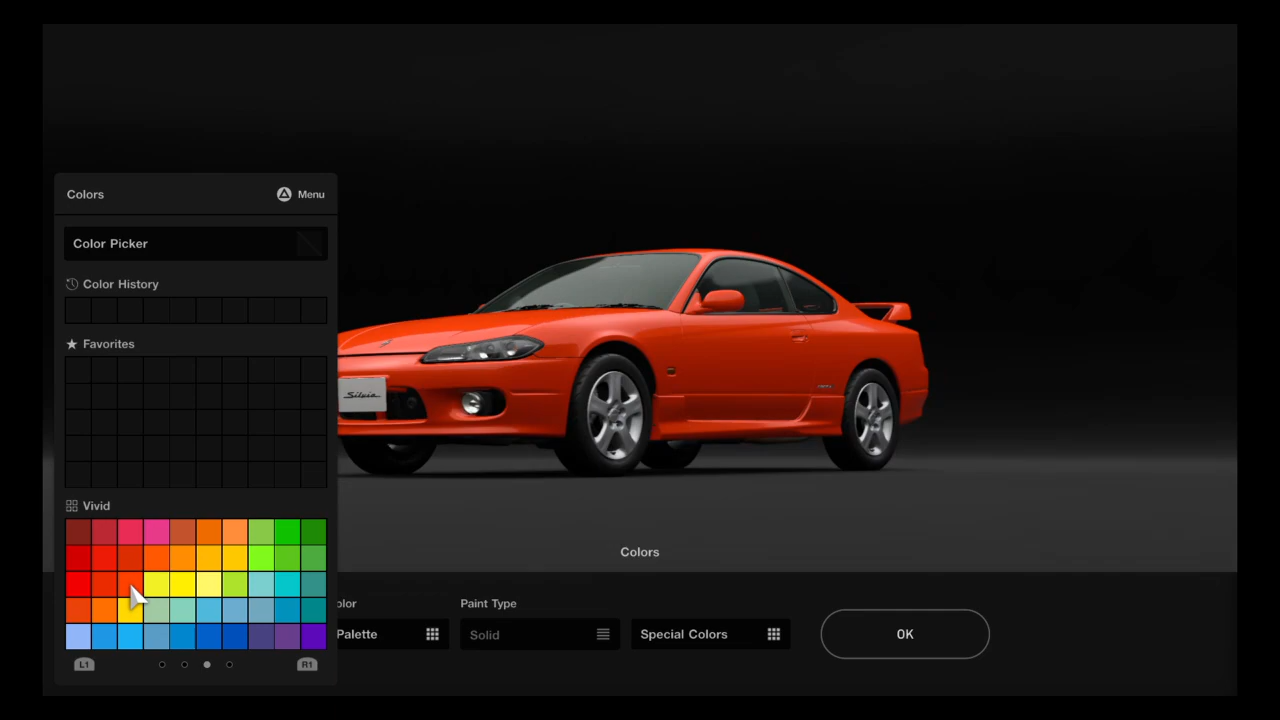 Colors
Menu
Color Picker
Color History
Favorites
Vivid
L1
R1
Silvia
Colors
olor
Paint Type
Palette
Solid
Special Colors
OK